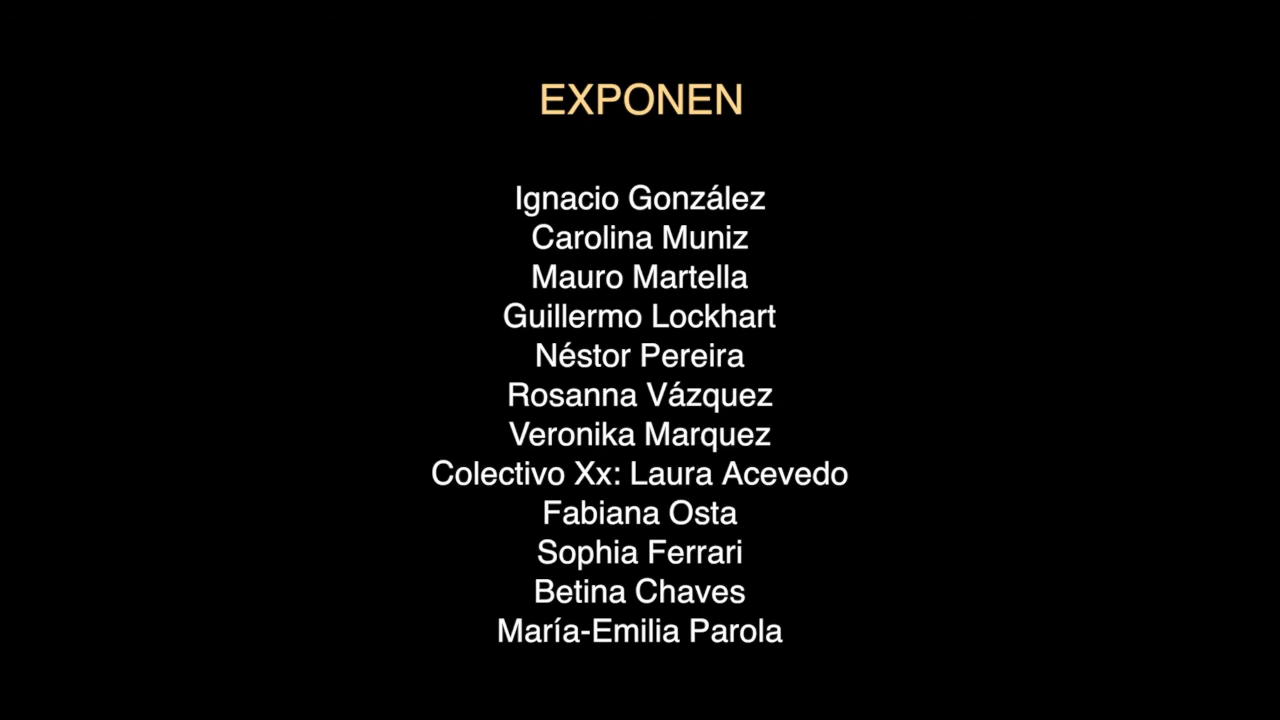 EXPONEN
Ignacio González
Carolina Muniz
Mauro Martella
Guillermo Lockhart
Néstor Pereira
Rosanna Vázquez
Veronika Marquez
Colectivo Xx: Laura Acevedo
Fabiana Osta
Sophia Ferrari
Betina Chaves
María-Emilia Parola